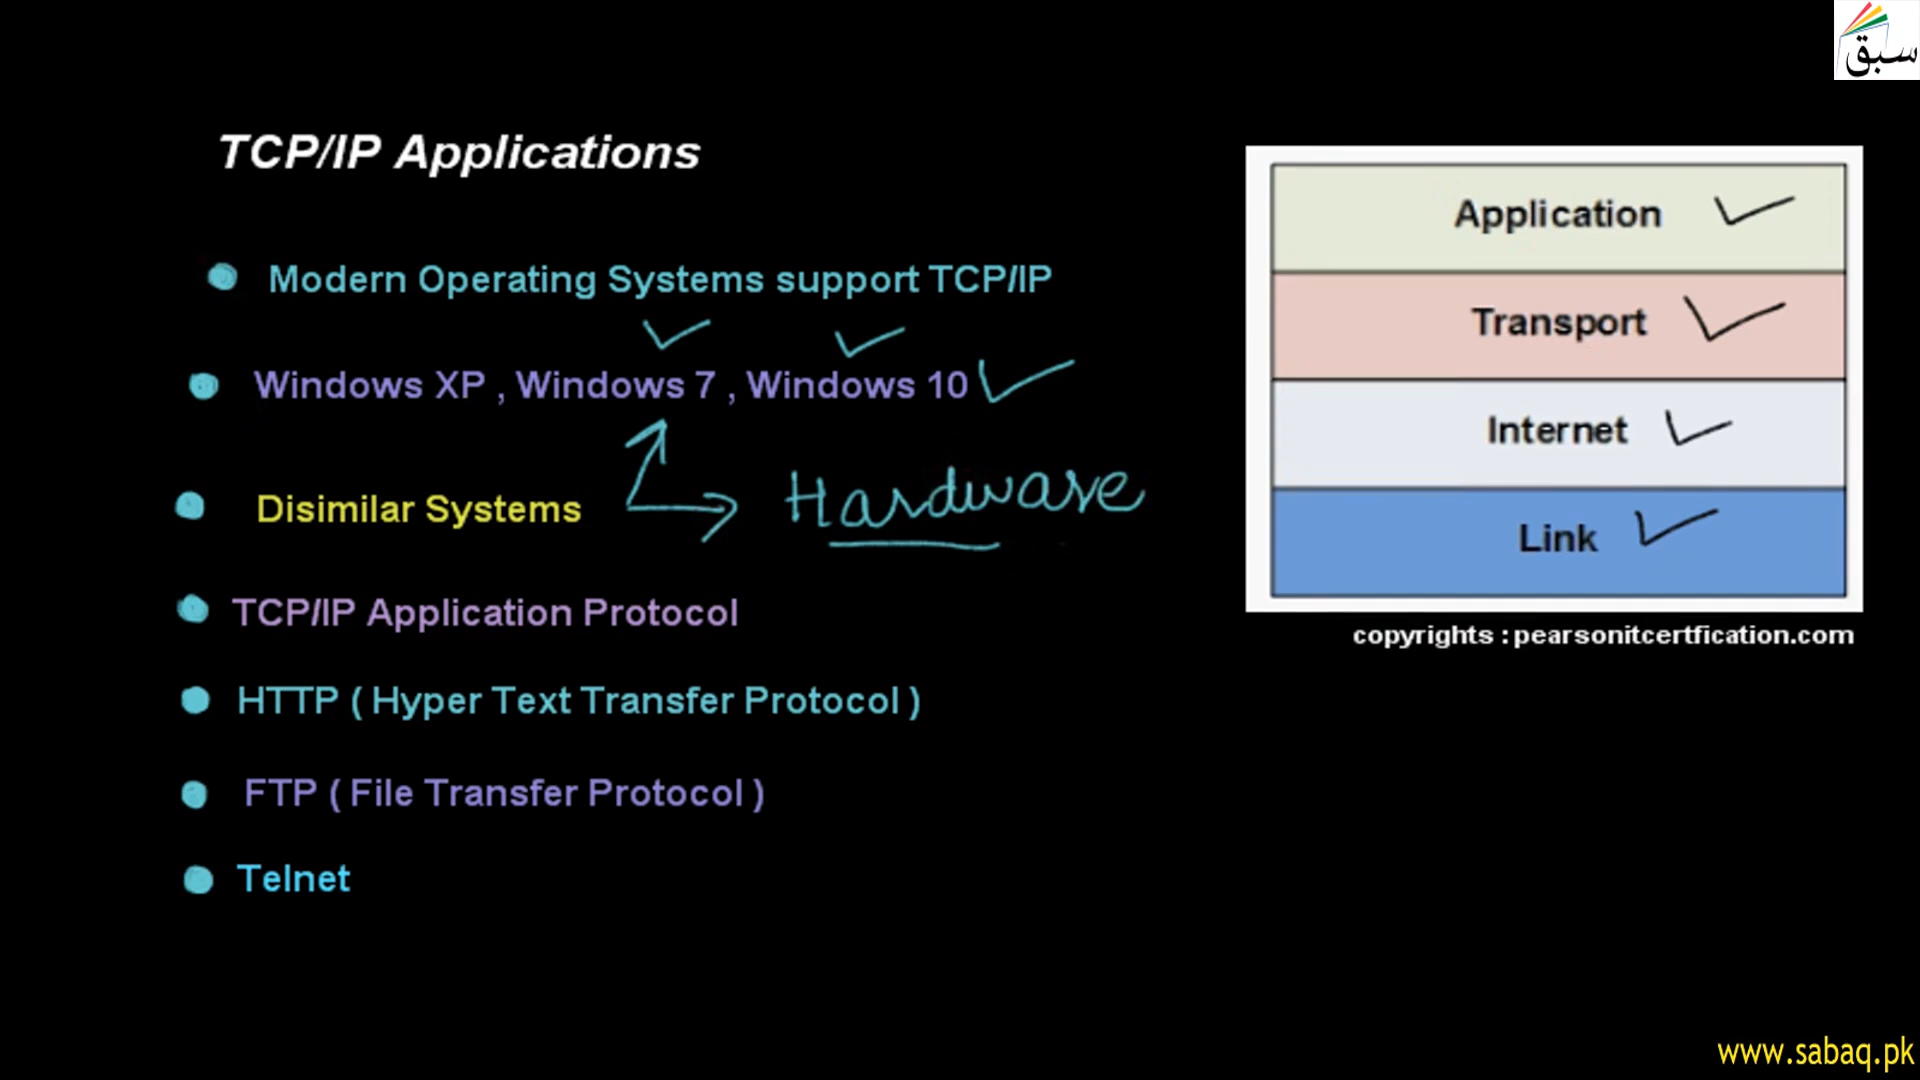 سبق
TCP/IP Applications
Modern Operating Systems support TCP/IP
Windows XP , Windows 7 , Windows 10
Disimilar Systems
Hardware
TCP/IP Application Protocol
HTTP ( Hyper Text Transfer Protocol )
FTP ( File Transfer Protocol )
Telnet
Application
Transport
Internet
Link
copyrights : pearsonitcertfication.com
www.sabaq.pk